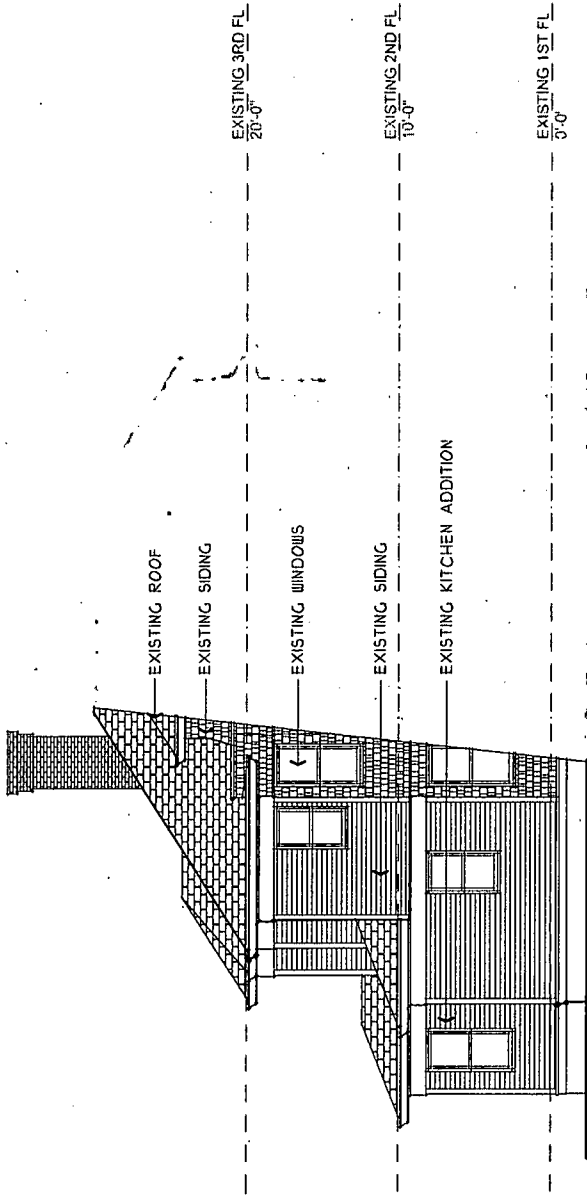 EXISTING 3RD FL
20'-0"
EXISTING ROOF
EXISTING SIDING
EXISTING WINDOWS
EXISTING 2ND FL
10'-0"
EXISTING SIDING
EXISTING KITCHEN ADDITION
EXISTING 1ST FL
0'-0'